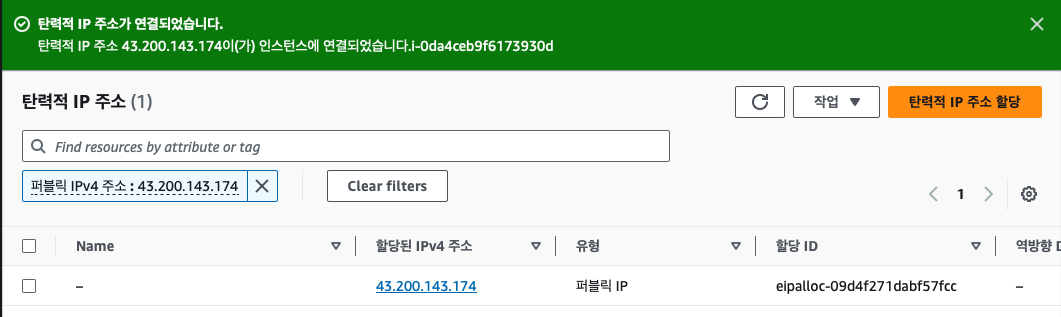 탄력적 IP 주소가 연결되었습니다.
탄력적 IP 주소 43.200.143.174이(가) 인스턴스에 연결되었습니다.i-0da4ceb9f6173930d
탄력적 IP 주소 (1)
작업
탄력적 IP 주소 할당
Find resources by attribute or tag
퍼블릭 IPv4 주소 : 43.200.143.174
Clear filters
1
Name 할당된 IPv4 주소 유형 할당 ID 역방향
– 43.200.143.174 퍼블릭 IP eipalloc-09d4f271dabf57fcc –